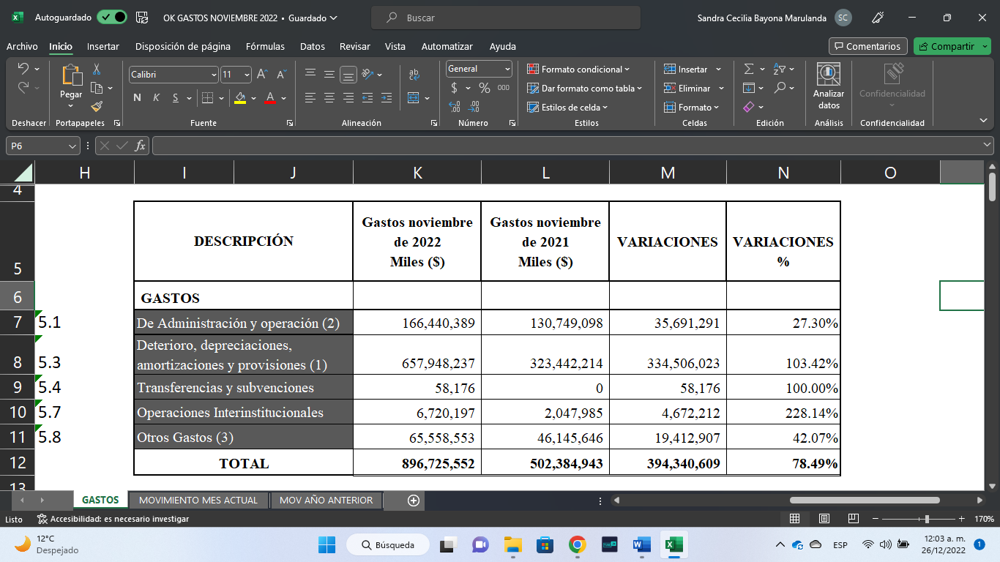 Autoguardado OK GASTOS NOVIEMBRE 2022 • Guardado Buscar Sandra Cecilia Bayona Marulanda SC
Archivo Inicio Insertar Disposición de página Fórmulas Datos Revisar Vista Automatizar Ayuda Comentarios Compartir
Calibri 11 General Formato condicional Insertar
Pegar N K S A $ % 000 Dar formato como tabla Eliminar Analizar datos Confidencialidad
Estilos de celda Formato
Deshacer Portapapeles Fuente Alineación Número Estilos Celdas Edición Análisis Confidencialidad
P6 fx
H I J K L M N O
4
5 DESCRIPCIÓN Gastos noviembre de 2022 Miles ($) Gastos noviembre de 2021 Miles ($) VARIACIONES VARIACIONES %
6 GASTOS
7 5.1 De Administración y operación (2) 166,440,389 130,749,098 35,691,291 27.30%
8 5.3 Deterioro, depreciaciones, amortizaciones y provisiones (1) 657,948,237 323,442,214 334,506,023 103.42%
9 5.4 Transferencias y subvenciones 58,176 0 58,176 100.00%
10 5.7 Operaciones Interinstitucionales 6,720,197 2,047,985 4,672,212 228.14%
11 5.8 Otros Gastos (3) 65,558,553 46,145,646 19,412,907 42.07%
12 TOTAL 896,725,552 502,384,943 394,340,609 78.49%
13
GASTOS MOVIMIENTO MES ACTUAL MOV AÑO ANTERIOR
Listo Accesibilidad: es necesario investigar 170%
12°C
Despejado
Búsqueda
ESP
12:03 a. m.
26/12/2022
1